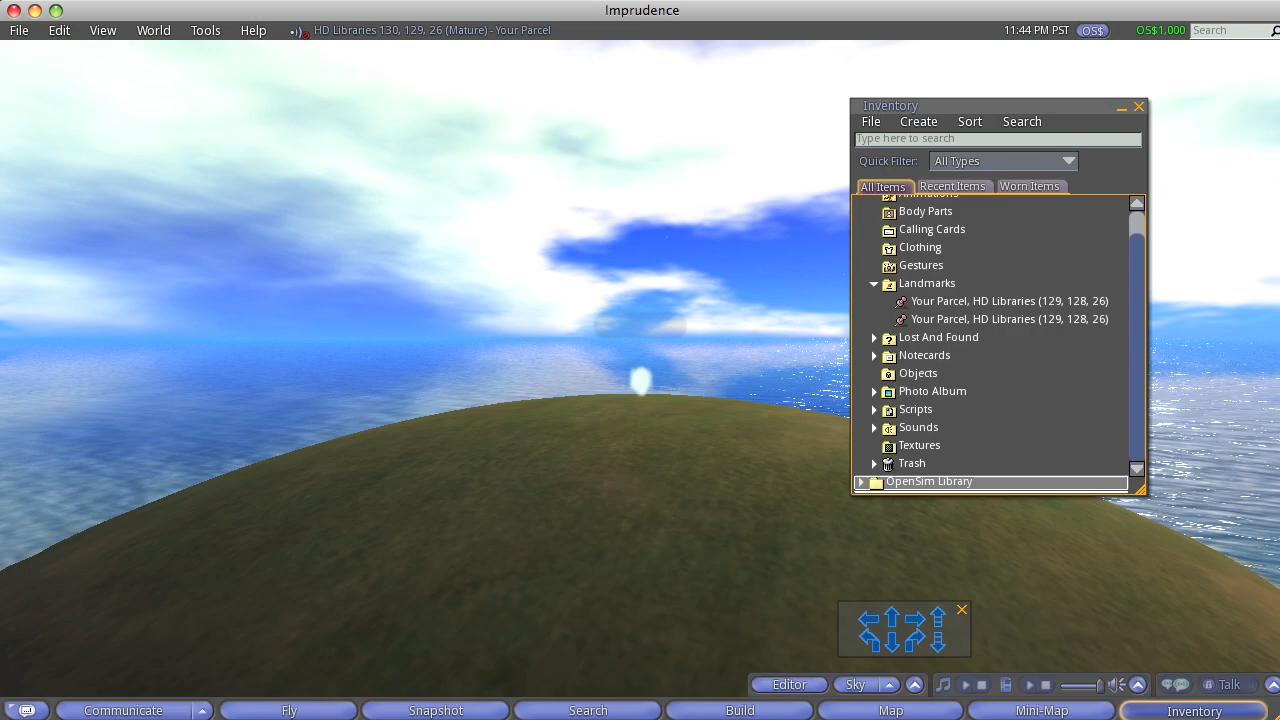 Imprudence
File Edit View World Tools Help HD Libraries 130, 129, 26 (Mature) - Your Parcel 11:44 PM PST OS$ OS$1,000 Search
Inventory
File Create Sort Search
Type here to search
Quick Filter: All Types
All Items Recent Items Worn Items
Animations
Body Parts
Calling Cards
Clothing
Gestures
Landmarks
Your Parcel, HD Libraries (129, 128, 26)
Your Parcel, HD Libraries (129, 128, 26)
Lost And Found
Notecards
Objects
Photo Album
Scripts
Sounds
Textures
Trash
OpenSim Library
Editor Sky Talk
Communicate Fly Snapshot Search Build Map Mini-Map Inventory